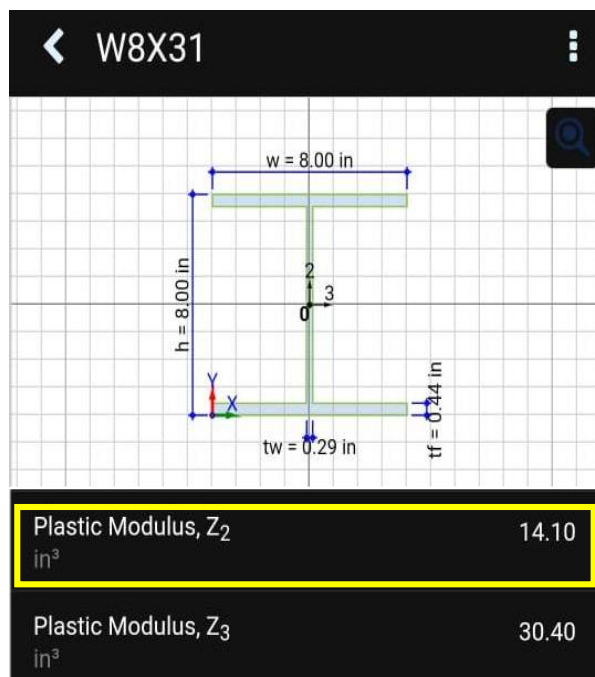 W8X31
w = 8.00 in
h = 8.00 in
2
3
0
Y
X
tw = 0.29 in
tf = 0.44 in
Plastic Modulus, Z2
14.10
in³
Plastic Modulus, Z3
30.40
in³